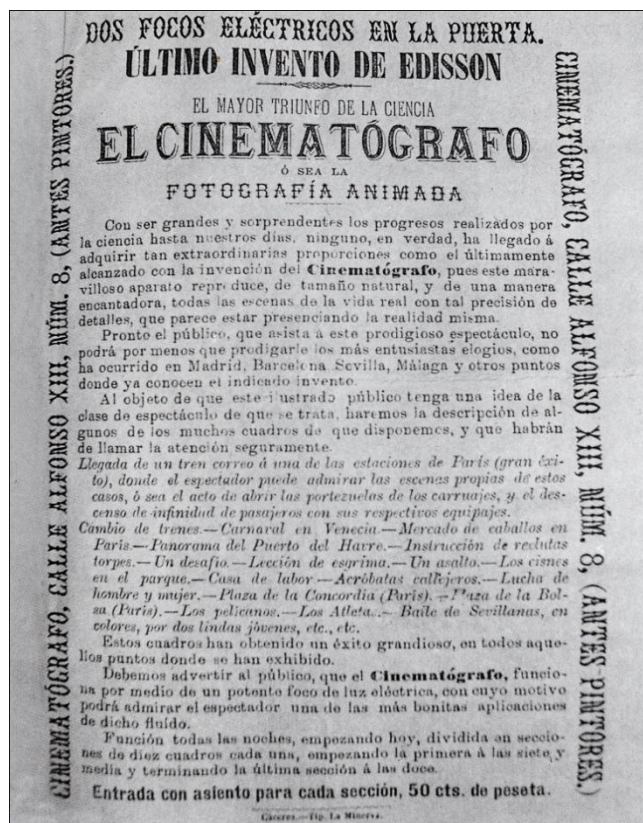 DOS FOCOS ELÉCTRICOS EN LA PUERTA.
ÚLTIMO INVENTO DE EDISSON
EL MAYOR TRIUNFO DE LA CIENCIA
EL CINEMATÓGRAFO
Ó SEA LA
FOTOGRAFÍA ANIMADA
Con ser grandes y sorprendentes los progresos realizados por
la ciencia hasta nuestros días, ninguno, en verdad, ha llegado á
adquirir tan extraordinarias proporciones como el últimamente
alcanzado con la invención del Cinematógrafo, pues este mara-
villoso aparato reproduce, de tamaño natural, y de una manera
encantadora, todas las escenas de la vida real con tal precisión de
detalles, que parece estar presenciando la realidad misma.
Pronto el público, que asista a este prodigioso espectáculo, no
podrá por menos que prodigarle los más entusiastas elogios, como
ha ocurrido en Madrid, Barcelona Sevilla, Málaga y otros puntos
donde ya conocen el indicado invento.
Al objeto de que este ilustrado público tenga una idea de la
clase de espectáculo de que se trata, haremos la descripción de al-
gunos de los muchos cuadros de que disponemos, y que habrán
de llamar la atención seguramente.
Llegada de un tren correo á una de las estaciones de París (gran éxi-
to), donde el espectador puede admirar las escenas propias de estos
casos, ó sea el acto de abrir las portezuelas de los carruajes, y el des-
censo de infinidad de pasajeros con sus respectivos equipajes.
Cambio de trenes.—Carnaval en Venecia.—Mercado de caballos en
París.—Panorama del Puerto del Havre.—Instrucción de reclutas
torpes.—Un desafío.—Lección de esgrima.—Un asalto.—Los cisnes
en el parque.—Casa de labor.—Acróbatas callejeros.—Lucha de
hombre y mujer.—Plaza de la Concordia (París).—Plaza de la Bol-
sa (París).—Los pelícanos.—Los Atleta..—Baile de Sevillanas, en
colores, por dos lindas jóvenes, etc., etc.
Estos cuadros han obtenido un éxito grandioso, en todos aque-
llos puntos donde se han exhibido.
Debemos advertir al público, que el Cinematógrafo, funcio-
na por medio de un potente foco de luz eléctrica, con cuyo motivo
podrá admirar el espectador una de las más bonitas aplicaciones
de dicho fluído.
Función todas las noches, empezando hoy, dividida en seccio-
nes de diez cuadros cada una, empezando la primera á las siete y
media y terminando la última sección á las doce.
Entrada con asiento para cada sección, 50 cts. de peseta.
Cáceres.—Tip. La Minerva.
CINEMATÓGRAFO, CALLE ALFONSO XIII, NÚM. 8, (ANTES PINTORES.)
CINEMATÓGRAFO, CALLE ALFONSO XIII, NÚM. 8, (ANTES PINTORES.)